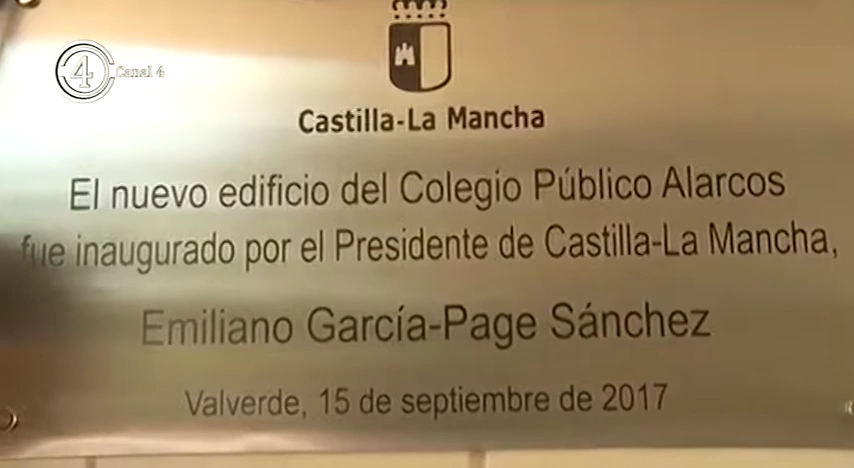 4 Canal 4
Castilla-La Mancha
El nuevo edificio del Colegio Público Alarcos
fue inaugurado por el Presidente de Castilla-La Mancha,
Emiliano García-Page Sánchez
Valverde, 15 de septiembre de 2017